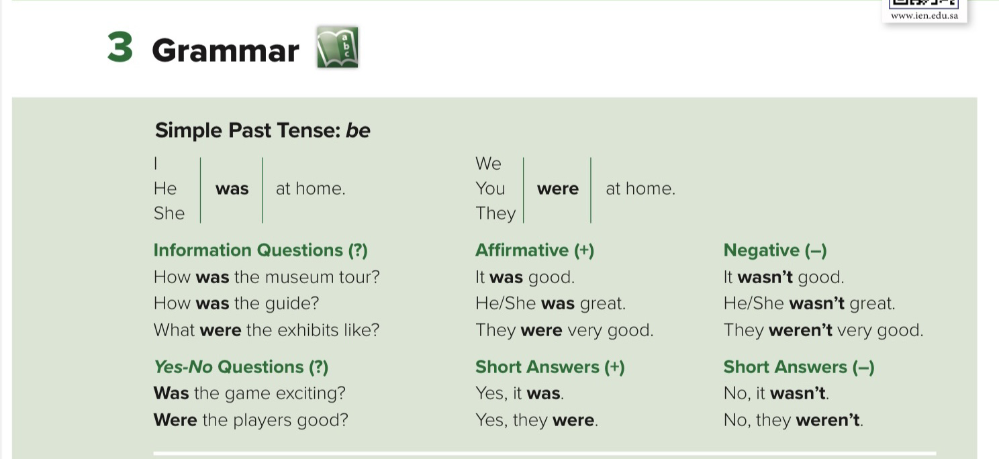 www.ien.edu.sa
3 Grammar
a
b
c
Simple Past Tense: be
I
He
She
was
at home.
We
You
They
were
at home.
Information Questions (?)
How was the museum tour?
How was the guide?
What were the exhibits like?
Affirmative (+)
It was good.
He/She was great.
They were very good.
Negative (–)
It wasn’t good.
He/She wasn’t great.
They weren’t very good.
Yes-No Questions (?)
Was the game exciting?
Were the players good?
Short Answers (+)
Yes, it was.
Yes, they were.
Short Answers (–)
No, it wasn’t.
No, they weren’t.